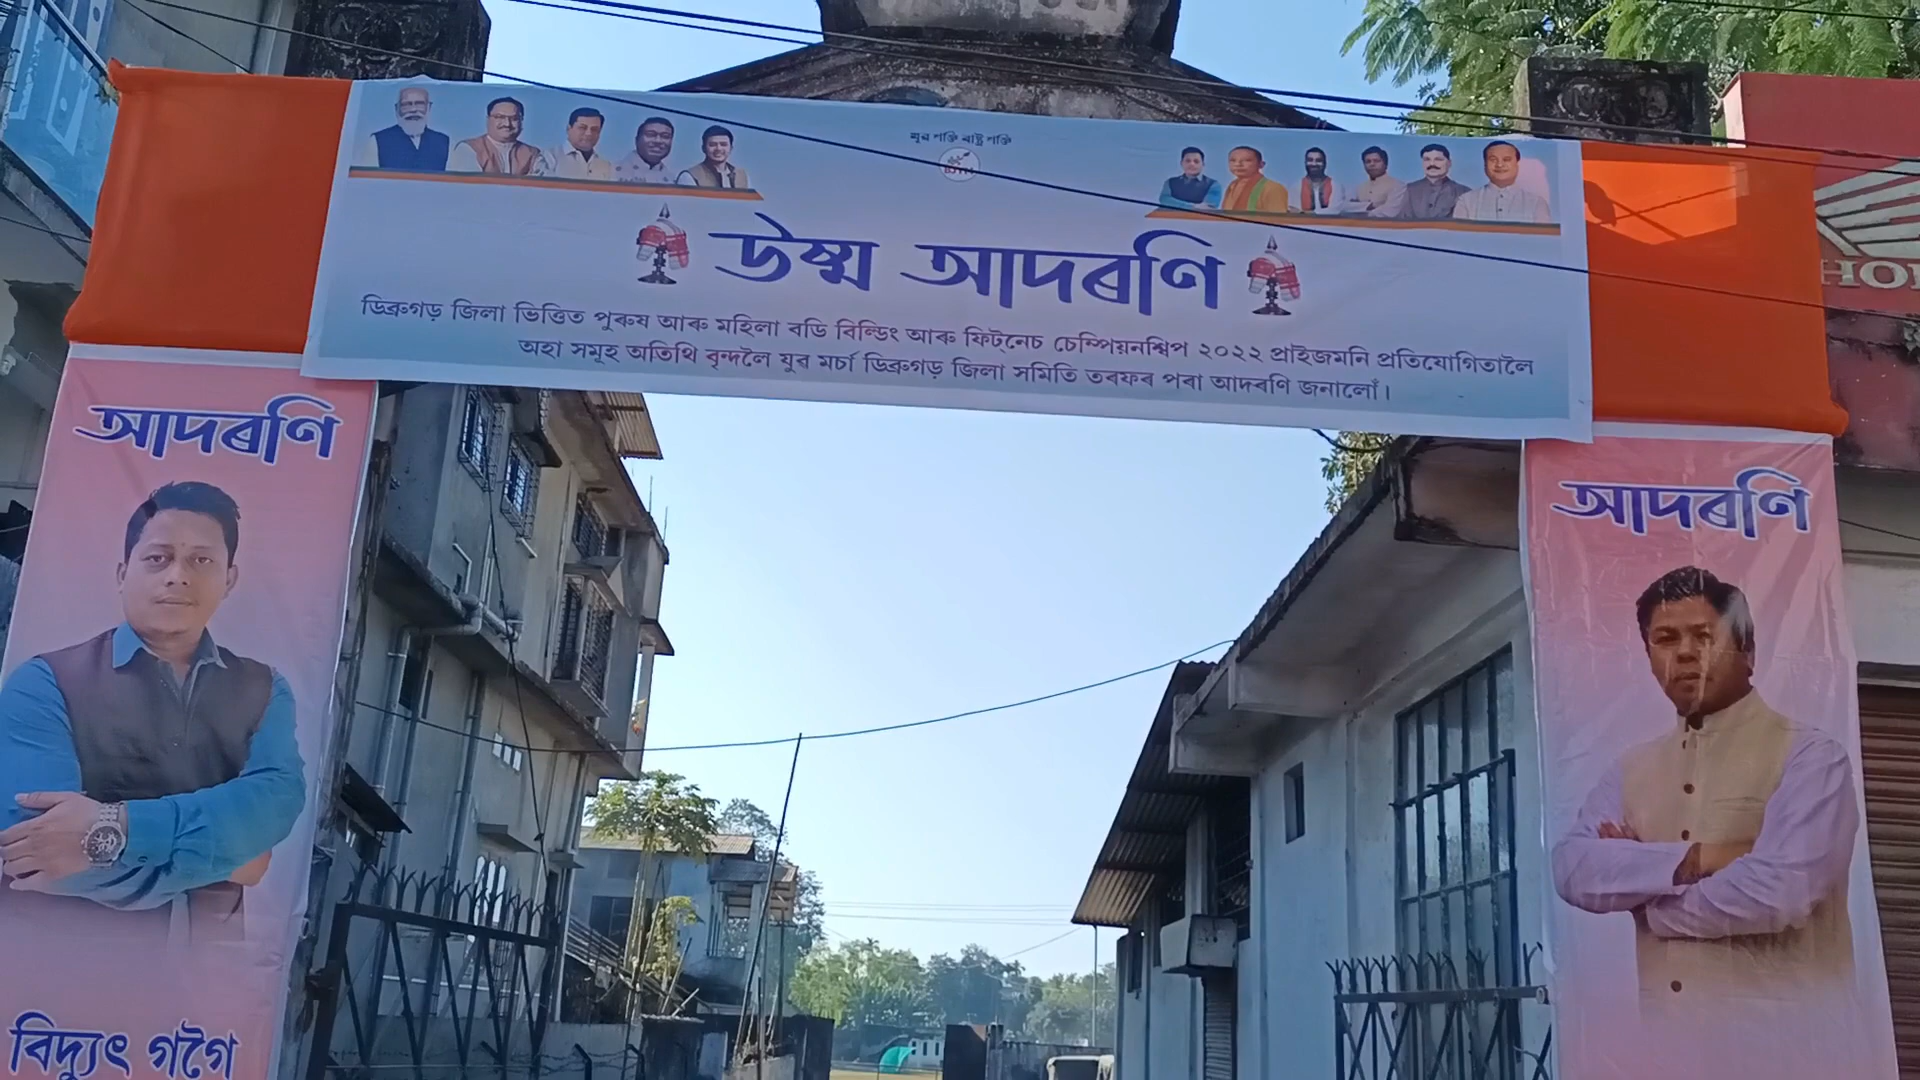 যুৱ শক্তি ৰাষ্ট্ৰ শক্তি
BJYM
উষ্ম আদৰণি
ডিব্ৰুগড় জিলা ভিত্তিত পুৰুষ আৰু মহিলা বডি বিল্ডিং আৰু ফিট্নেচ চেম্পিয়নশ্বিপ ২০২২ প্ৰাইজমনি প্ৰতিযোগিতালৈ
অহা সমূহ অতিথি বৃন্দলৈ যুৱ মৰ্চা ডিব্ৰুগড় জিলা সমিতি তৰফৰ পৰা আদৰণি জনালোঁ।
আদৰণি
আদৰণি
বিদ্যুৎ গগৈ